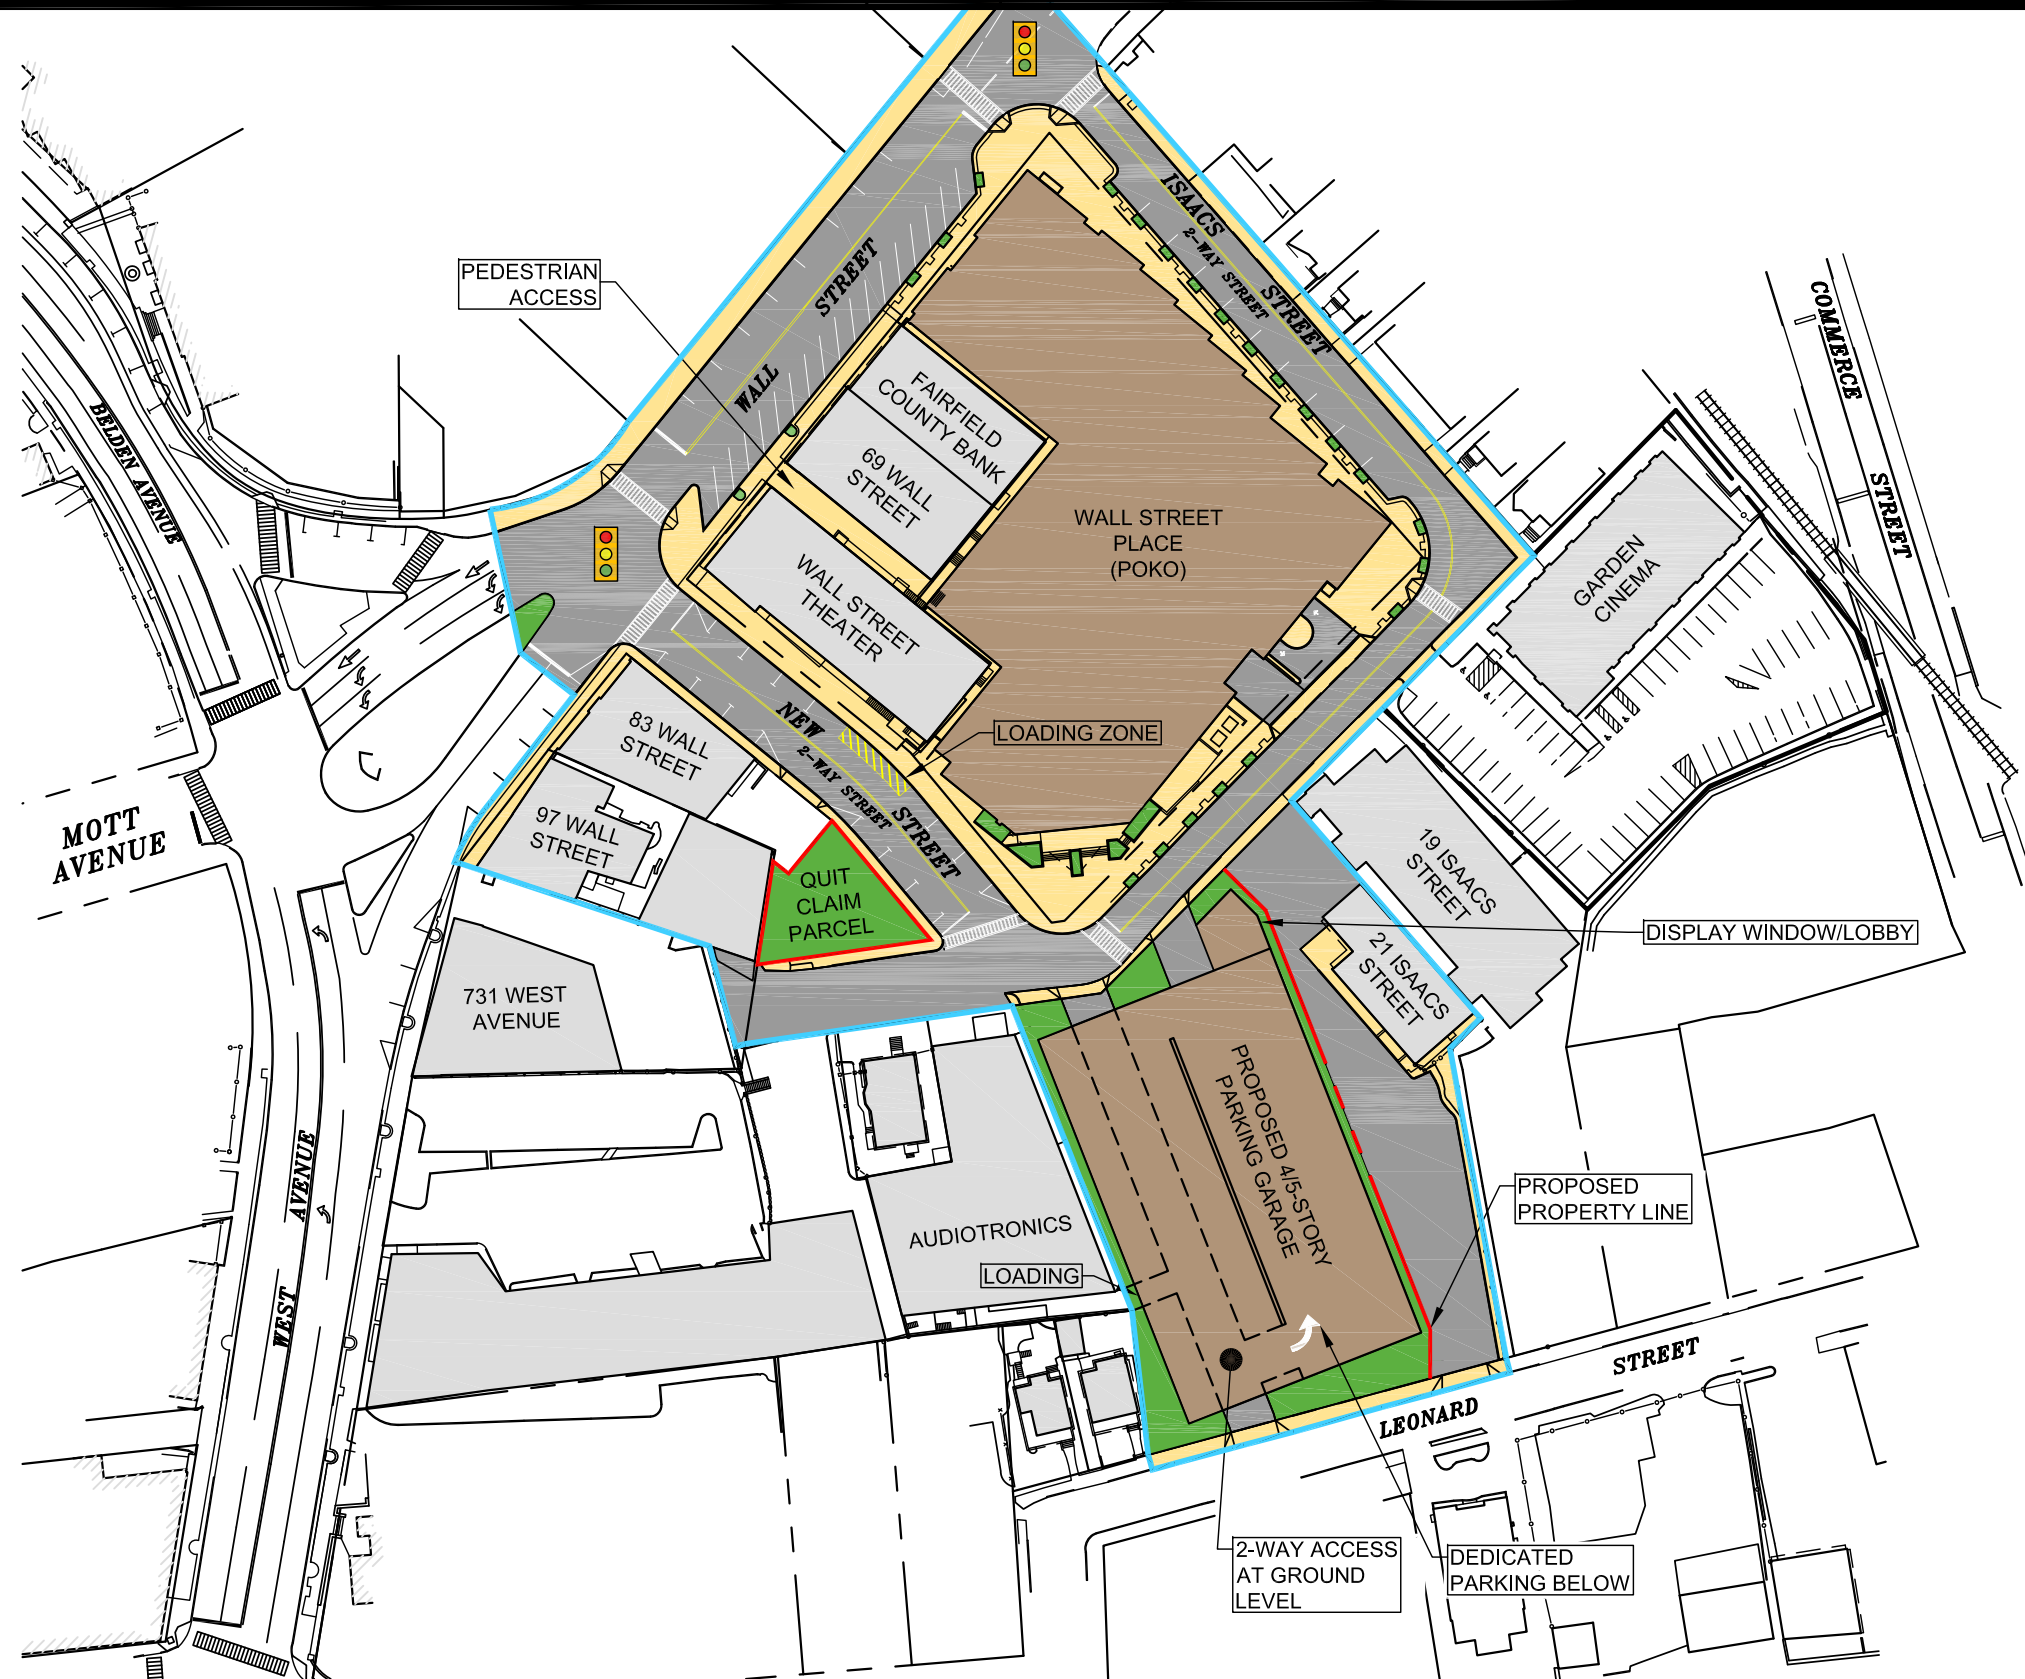 ISAACS
STREET
2-WAY STREET
PEDESTRIAN
ACCESS
WALL
STREET
COMMERCE
STREET
BELDEN AVENUE
FAIRFIELD
COUNTY BANK
69 WALL
STREET
WALL STREET
PLACE
(POKO)
GARDEN
CINEMA
WALL STREET
THEATER
NEW
STREET
2-WAY STREET
LOADING ZONE
83 WALL
STREET
97 WALL
STREET
MOTT
AVENUE
QUIT
CLAIM
PARCEL
19 ISAACS
STREET
DISPLAY WINDOW/LOBBY
21 ISAACS
STREET
731 WEST
AVENUE
PROPOSED 4/5-STORY
PARKING GARAGE
WEST
AVENUE
AUDIOTRONICS
PROPOSED
PROPERTY LINE
LOADING
LEONARD
STREET
2-WAY ACCESS
AT GROUND
LEVEL
DEDICATED
PARKING BELOW